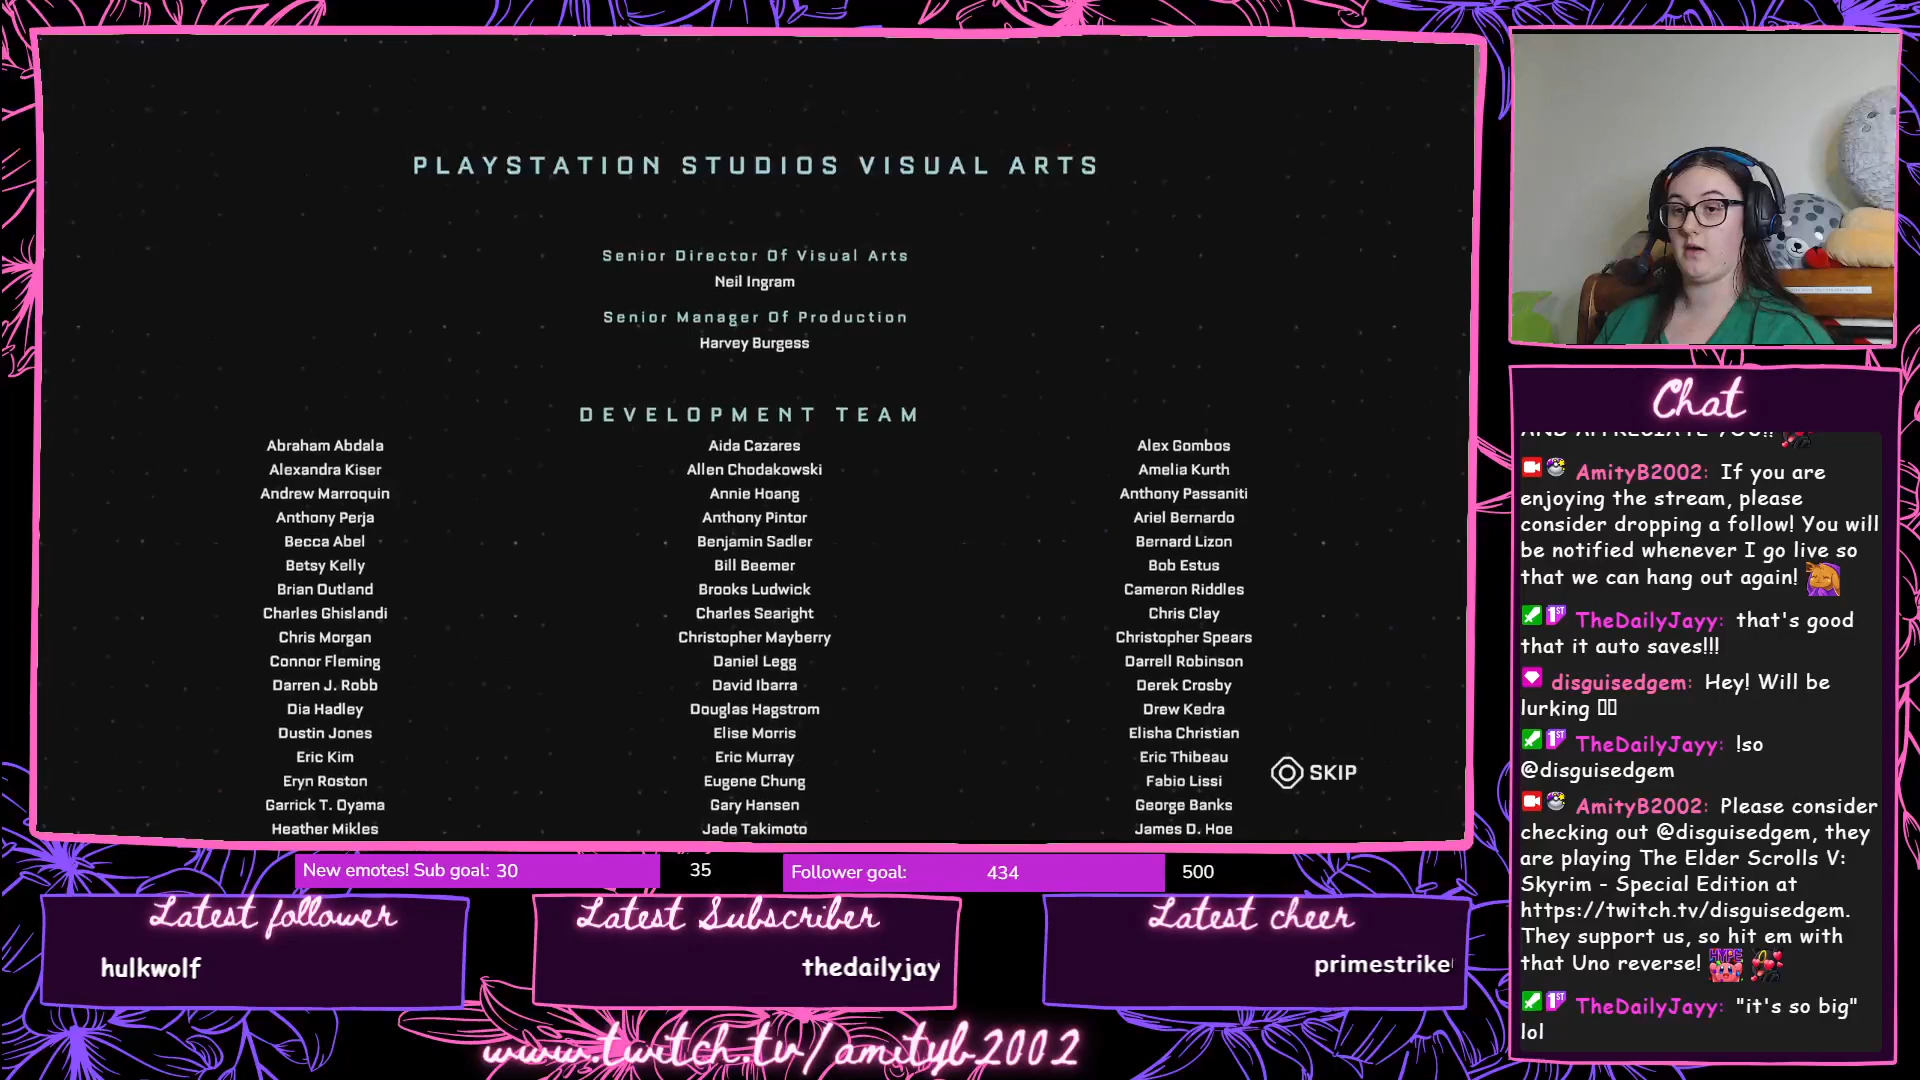 PLAYSTATION STUDIOS VISUAL ARTS
Senior Director Of Visual Arts
Neil Ingram
Senior Manager Of Production
Harvey Burgess
DEVELOPMENT TEAM
Abraham Abdala Aida Cazares Alex Gombos
Alexandra Kiser Allen Chodakowski Amelia Kurth
Andrew Marroquin Annie Hoang Anthony Passaniti
Anthony Perja Anthony Pintor Ariel Bernardo
Becca Abel Benjamin Sadler Bernard Lizon
Betsy Kelly Bill Beemer Bob Estus
Brian Outland Brooks Ludwick Cameron Riddles
Charles Ghislandi Charles Searight Chris Clay
Chris Morgan Christopher Mayberry Christopher Spears
Connor Fleming Daniel Legg Darrell Robinson
Darren J. Robb David Ibarra Derek Crosby
Dia Hadley Douglas Hagstrom Drew Kedra
Dustin Jones Elise Morris Elisha Christian
Eric Kim Eric Murray Eric Thibeau
Eryn Roston Eugene Chung Fabio Lissi
Garrick T. Oyama Gary Hansen George Banks
Heather Mikles Jade Takimoto James D. Hoe
SKIP
Chat
AND APPRECIATE YOU!!
AmityB2002: If you are
enjoying the stream, please
consider dropping a follow! You will
be notified whenever I go live so
that we can hang out again!
TheDailyJayy: that's good
that it auto saves!!!
disguisedgem: Hey! Will be
lurking
TheDailyJayy: !so
@disguisedgem
AmityB2002: Please consider
checking out @disguisedgem, they
are playing The Elder Scrolls V:
Skyrim - Special Edition at
https://twitch.tv/disguisedgem.
They support us, so hit em with
that Uno reverse! HYPE
TheDailyJayy: "it's so big"
lol
New emotes! Sub goal: 30 35
Follower goal: 434 500
Latest follower
hulkwolf
Latest Subscriber
thedailyjay
Latest cheer
primestrike
www.twitch.tv/amityb2002